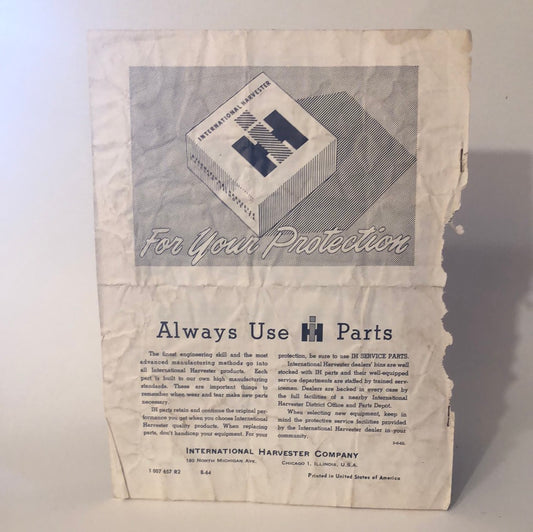 INTERNATIONAL HARVESTER
IH
For Your Protection
Always Use IH Parts
The finest engineering skill and the most
advanced manufacturing methods go into
all International Harvester products. Each
part is built to our own high manufacturing
standards. These are important things to
remember when wear and tear make new parts
necessary.
IH parts retain and continue the original per-
formance you get when you choose International
Harvester quality products. When replacing
parts, don't handicap your equipment. For your
protection, be sure to use IH SERVICE PARTS.
International Harvester dealers' bins are well
stocked with IH parts and their well-equipped
service departments are staffed by trained serv-
icemen. Dealers are backed in every case by
the full facilities of a nearby International
Harvester District Office and Parts Depot.
When selecting new equipment, keep in
mind the protective service facilities provided
by the International Harvester dealer in your
community.
INTERNATIONAL HARVESTER COMPANY
180 NORTH MICHIGAN AVE. CHICAGO 1, ILLINOIS, U.S.A.
1 007 657 R2 8-64 Printed in United States of America